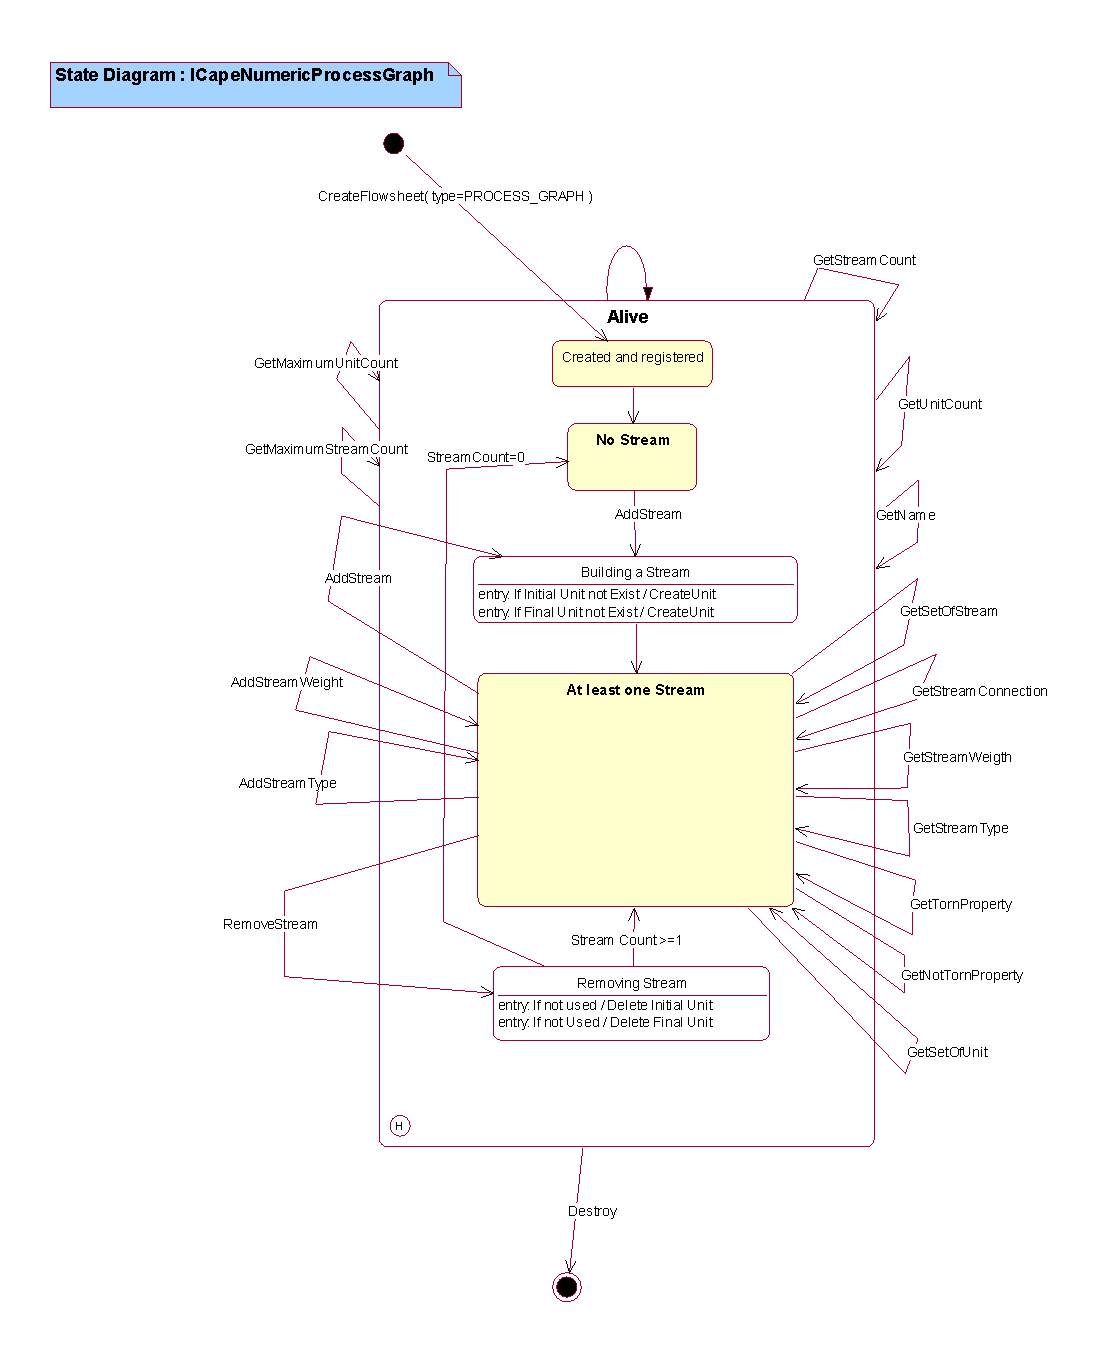 State Diagram : ICapeNumericProcessGraph
CreateFlowsheet( type=PROCESS_GRAPH )
GetStreamCount
Alive
Created and registered
GetMaximumUnitCount
GetUnitCount
No Stream
GetMaximumStreamCount
StreamCount=0
AddStream
GetName
Building a Stream
entry: If Initial Unit not Exist / CreateUnit
entry: If Final Unit not Exist / CreateUnit
AddStream
GetSetOfStream
AddStreamWeight
At least one Stream
GetStreamConnection
GetStreamWeigth
AddStreamType
GetStreamType
GetTornProperty
RemoveStream
Stream Count >=1
GetNotTornProperty
Removing Stream
entry: If not used / Delete Initial Unit
entry: If not Used / Delete Final Unit
GetSetOfUnit
H
Destroy